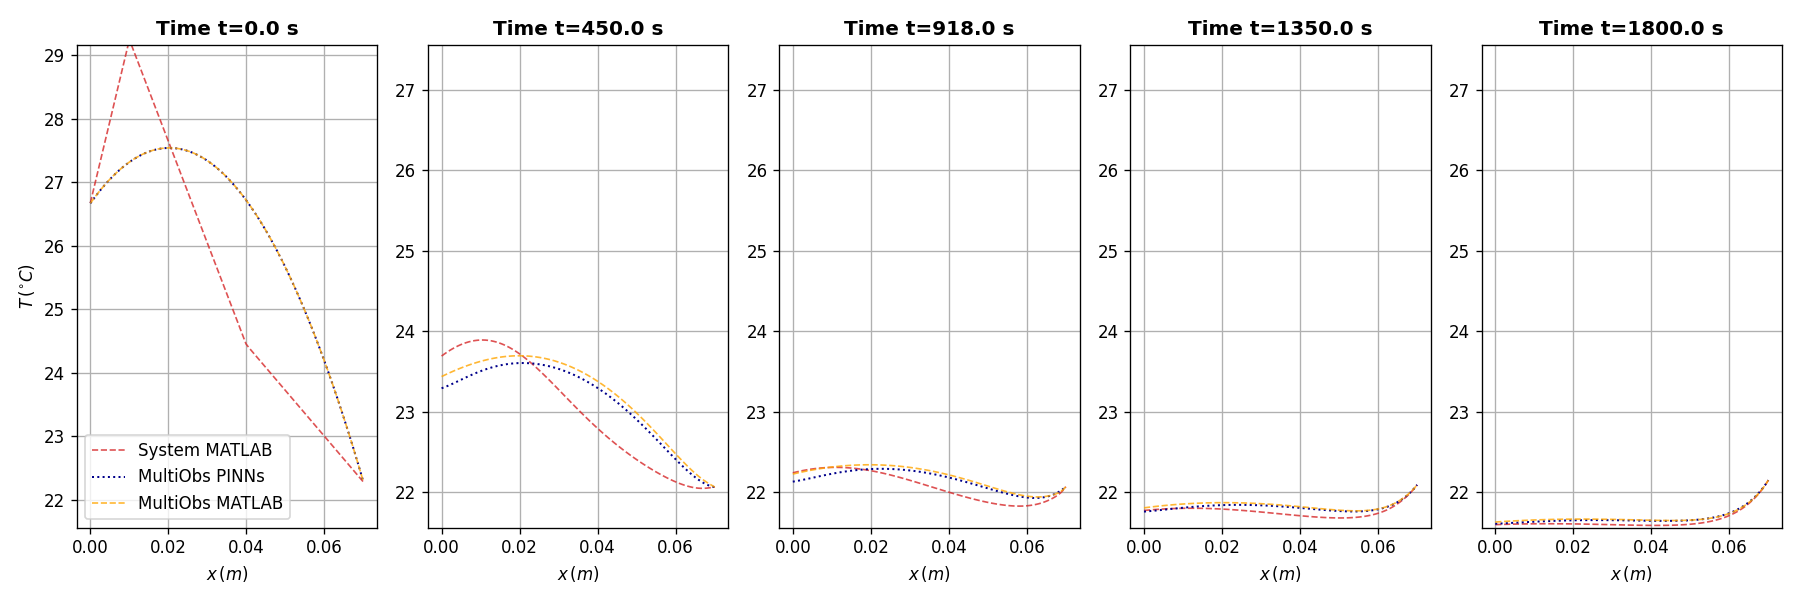 Time t=0.0 s
Time t=450.0 s
Time t=918.0 s
Time t=1350.0 s
Time t=1800.0 s
T (°C)
29
28
27
26
25
24
23
22
System MATLAB
MultiObs PINNs
MultiObs MATLAB
0.00 0.02 0.04 0.06
x (m)
27
26
25
24
23
22
0.00 0.02 0.04 0.06
x (m)
27
26
25
24
23
22
0.00 0.02 0.04 0.06
x (m)
27
26
25
24
23
22
0.00 0.02 0.04 0.06
x (m)
27
26
25
24
23
22
0.00 0.02 0.04 0.06
x (m)